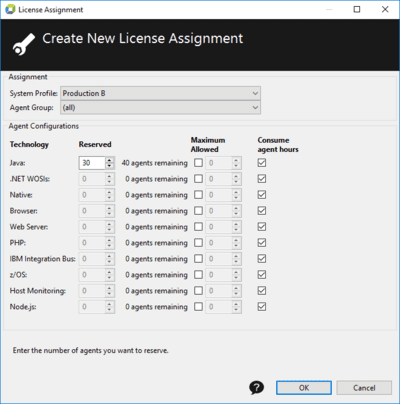 License Assignment
Create New License Assignment
Assignment
System Profile: Production B
Agent Group: (all)
Agent Configurations
Technology Reserved Maximum Allowed Consume agent hours
Java: 30 40 agents remaining 0
.NET WOSIs: 0 0 agents remaining 0
Native: 0 0 agents remaining 0
Browser: 0 0 agents remaining 0
Web Server: 0 0 agents remaining 0
PHP: 0 0 agents remaining 0
IBM Integration Bus: 0 0 agents remaining 0
z/OS: 0 0 agents remaining 0
Host Monitoring: 0 0 agents remaining 0
Node.js: 0 0 agents remaining 0
Enter the number of agents you want to reserve.
? OK Cancel